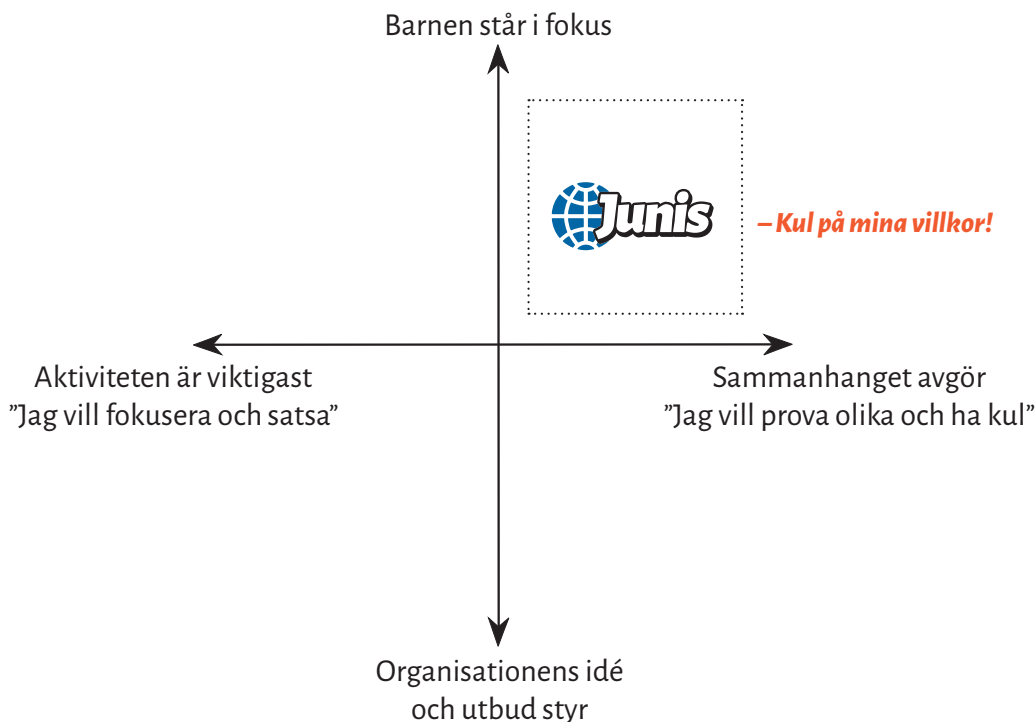 Barnen står i fokus
Junis
– Kul på mina villkor!
Aktiviteten är viktigast
”Jag vill fokusera och satsa”
Sammanhanget avgör
”Jag vill prova olika och ha kul”
Organisationens idé
och utbud styr